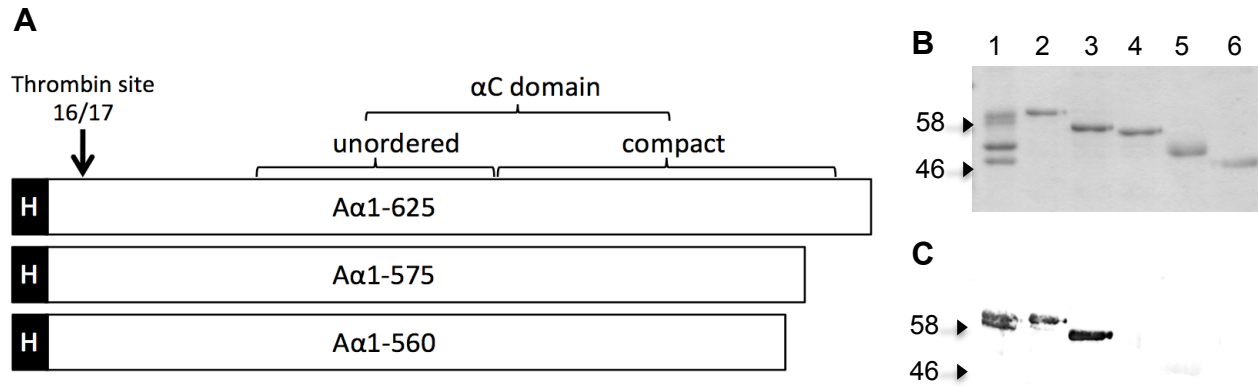 A
Thrombin site
16/17
αC domain
unordered
compact
H
Aα1-625
H
Aα1-575
H
Aα1-560
B
1 2 3 4 5 6
58
46
C
58
46